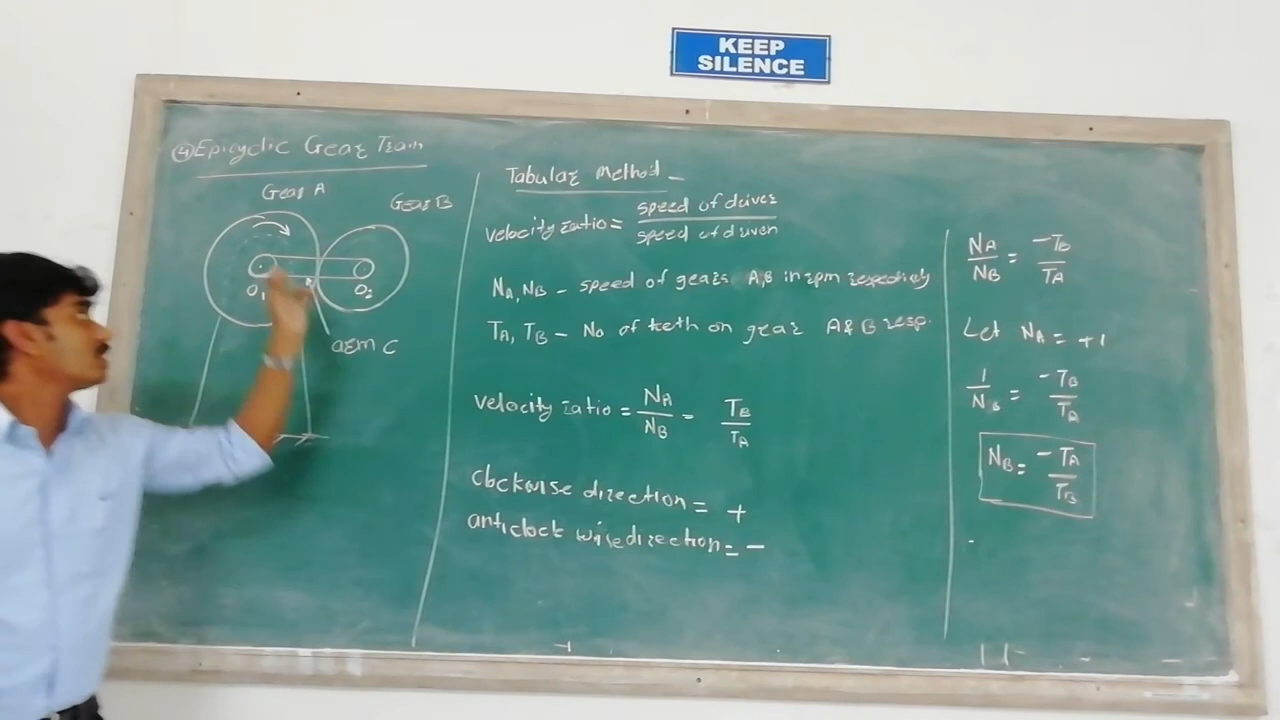 KEEP
SILENCE
④ Epicyclic Gear Train
Gear A
Gear B
O1
P
O2
arm C
Tabular Method -
velocity ratio = speed of driver / speed of driven
NA, NB - speed of gears A,B in rpm respectively
TA, TB - No of teeth on gear A & B resp.
velocity ratio = NA/NB = TB/TA
clockwise direction = +
anticlock wise direction = -
NA/NB = -TB/TA
Let NA = +1
1/NB = -TB/TA
NB = -TA/TB